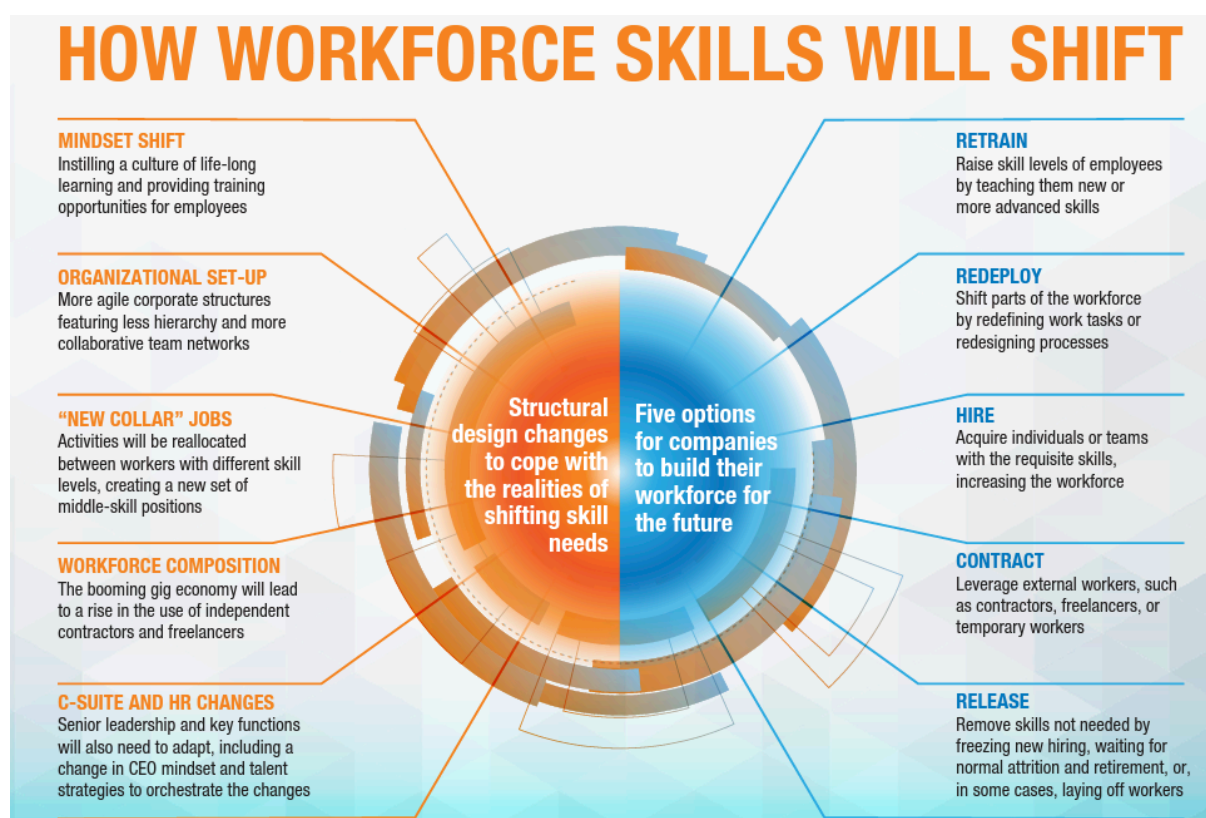 HOW WORKFORCE SKILLS WILL SHIFT
MINDSET SHIFT
Instilling a culture of life-long
learning and providing training
opportunities for employees
ORGANIZATIONAL SET-UP
More agile corporate structures
featuring less hierarchy and more
collaborative team networks
“NEW COLLAR” JOBS
Activities will be reallocated
between workers with different skill
levels, creating a new set of
middle-skill positions
WORKFORCE COMPOSITION
The booming gig economy will lead
to a rise in the use of independent
contractors and freelancers
C-SUITE AND HR CHANGES
Senior leadership and key functions
will also need to adapt, including a
change in CEO mindset and talent
strategies to orchestrate the changes
Structural
design changes
to cope with
the realities of
shifting skill
needs
Five options
for companies
to build their
workforce for
the future
RETRAIN
Raise skill levels of employees
by teaching them new or
more advanced skills
REDEPLOY
Shift parts of the workforce
by redefining work tasks or
redesigning processes
HIRE
Acquire individuals or teams
with the requisite skills,
increasing the workforce
CONTRACT
Leverage external workers, such
as contractors, freelancers, or
temporary workers
RELEASE
Remove skills not needed by
freezing new hiring, waiting for
normal attrition and retirement, or,
in some cases, laying off workers